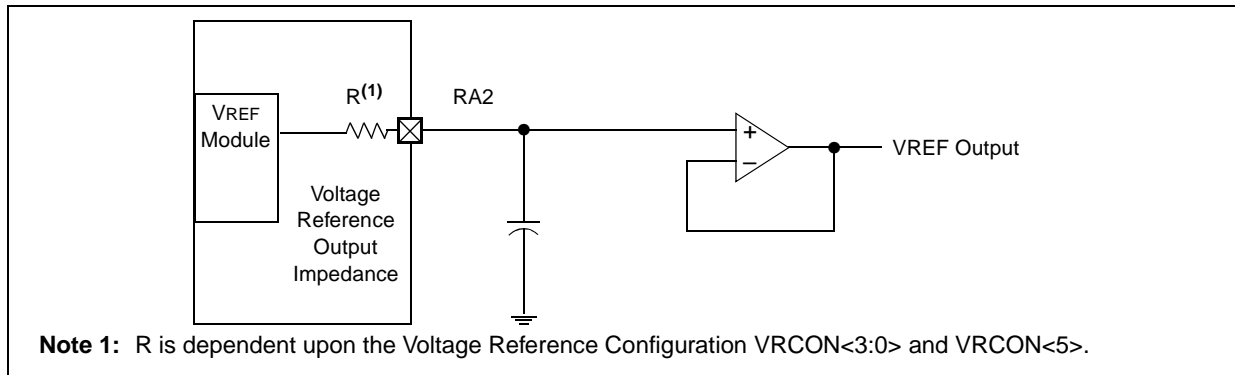 R(1)
RA2
VREF
Module
+
–
VREF Output
Voltage
Reference
Output
Impedance
Note 1: R is dependent upon the Voltage Reference Configuration VRCON<3:0> and VRCON<5>.